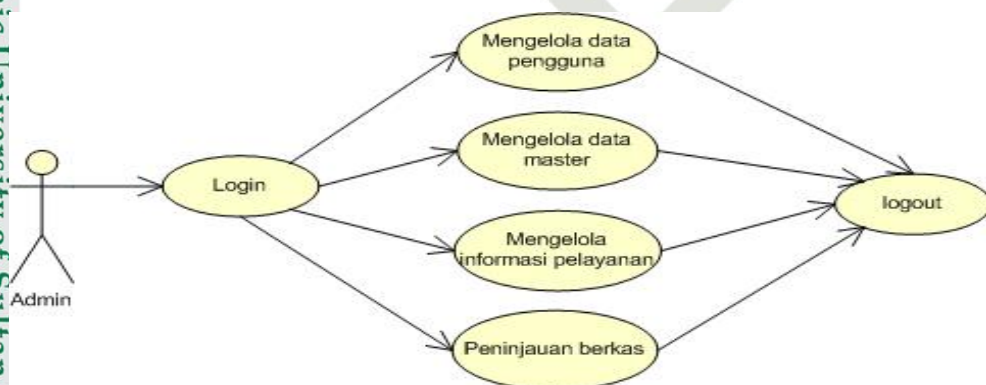 Mengelola data
pengguna
Mengelola data
master
Login
logout
Mengelola
informasi pelayanan
Admin
Peninjauan berkas